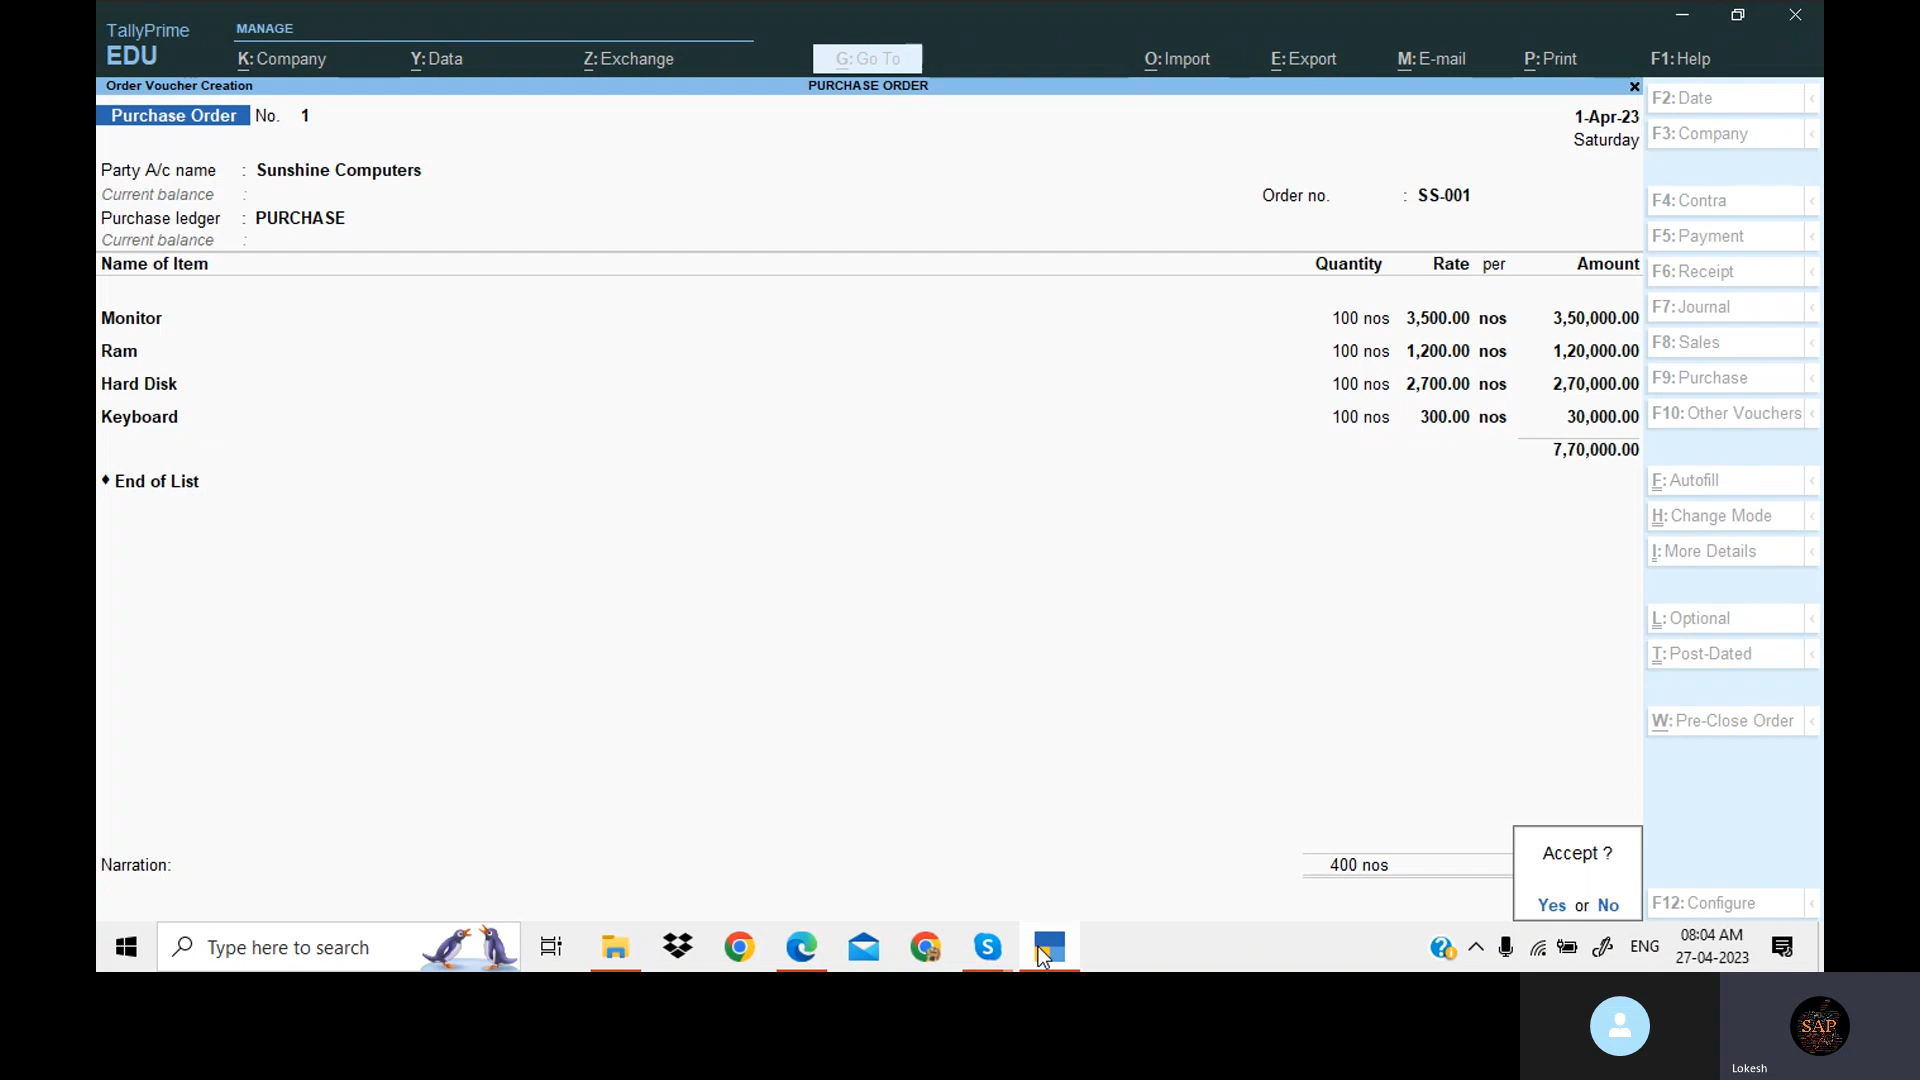 TallyPrime
EDU
MANAGE
K:Company
Y:Data
Z:Exchange
G:Go To
O:Import
E:Export
M:E-mail
P:Print
F1:Help
Order Voucher Creation
PURCHASE ORDER
×
Purchase Order No. 1
1-Apr-23
Saturday
Party A/c name : Sunshine Computers
Current balance :
Order no. : SS-001
Purchase ledger : PURCHASE
Current balance :
Name of Item Quantity Rate per Amount
Monitor 100 nos 3,500.00 nos 3,50,000.00
Ram 100 nos 1,200.00 nos 1,20,000.00
Hard Disk 100 nos 2,700.00 nos 2,70,000.00
Keyboard 100 nos 300.00 nos 30,000.00
7,70,000.00
♦ End of List
Narration:
400 nos
Accept ?
Yes or No
F2:Date
F3:Company
F4:Contra
F5:Payment
F6:Receipt
F7:Journal
F8:Sales
F9:Purchase
F10:Other Vouchers
F:Autofill
H:Change Mode
I:More Details
L:Optional
T:Post-Dated
W:Pre-Close Order
F12:Configure
Type here to search
ENG
08:04 AM
27-04-2023
SAP
Lokesh